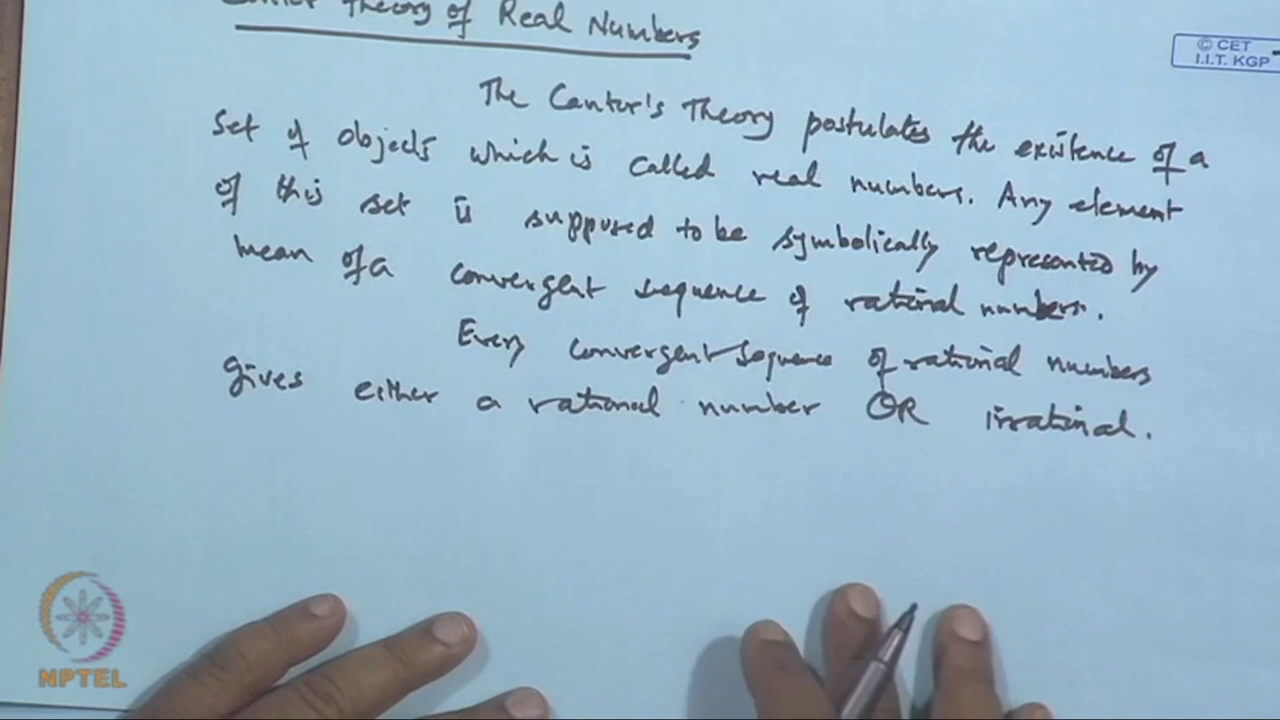 Cantor Theory of Real Numbers
© CET
I.I.T. KGP
The Cantor's Theory postulates the existence of a
set of objects which is called real numbers. Any element
of this set is supposed to be symbolically represented by
mean of a convergent sequence of rational numbers.
Every convergent sequence of rational numbers
gives either a rational number OR irrational.
NPTEL